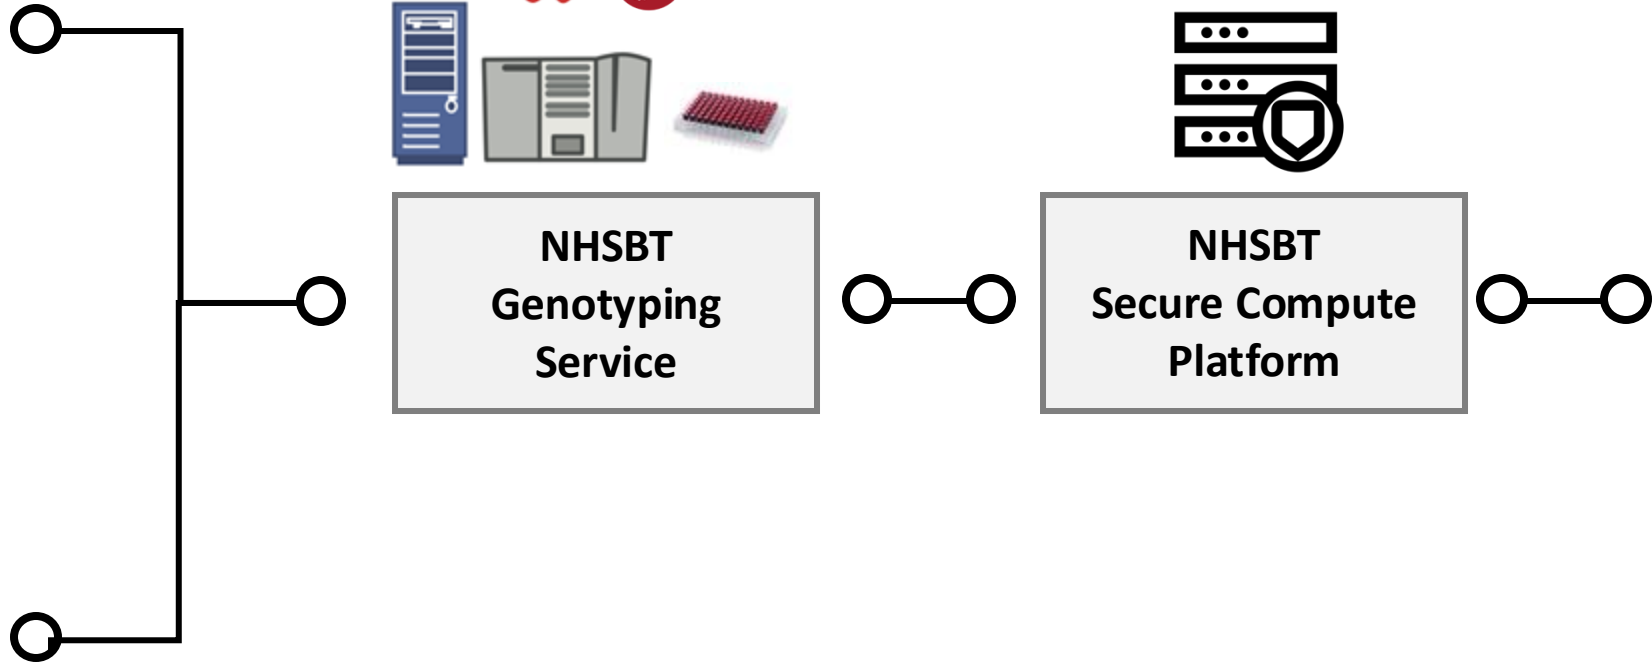 NHSBT
Genotyping
Service
NHSBT
Secure Compute
Platform